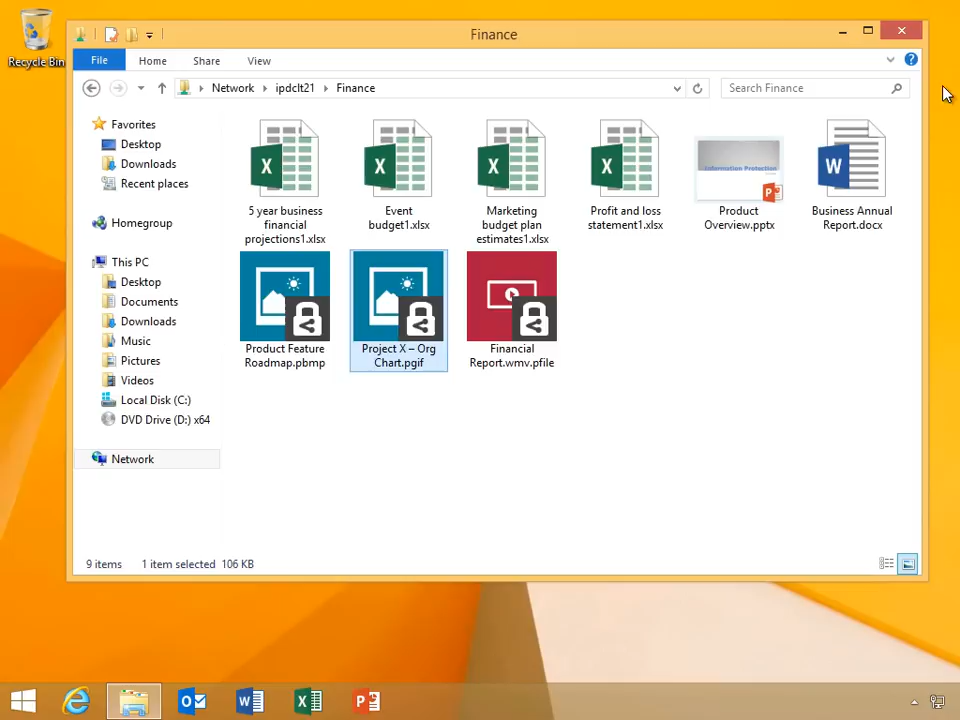 Recycle Bin
Finance
File
Home
Share
View
Network
ipdclt21
Finance
Search Finance
Favorites
Desktop
Downloads
Recent places
Homegroup
This PC
Desktop
Documents
Downloads
Music
Pictures
Videos
Local Disk (C:)
DVD Drive (D:) x64
Network
X
5 year business
financial
projections1.xlsx
X
Event
budget1.xlsx
X
Marketing
budget plan
estimates1.xlsx
X
Profit and loss
statement1.xlsx
Information Protection
P
Product
Overview.pptx
W
Business Annual
Report.docx
Product Feature
Roadmap.pbmp
Project X – Org
Chart.pgif
Financial
Report.wmv.pfile
9 items
1 item selected 106 KB